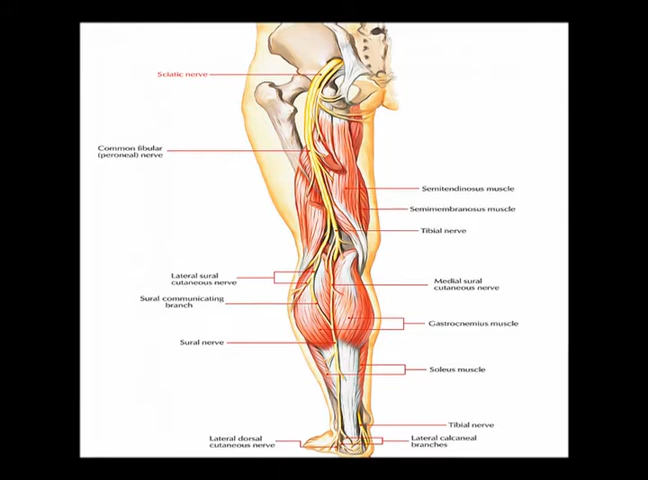 Sciatic nerve
Common fibular
(peroneal) nerve
Semitendinosus muscle
Semimembranosus muscle
Tibial nerve
Lateral sural
cutaneous nerve
Medial sural
cutaneous nerve
Sural communicating
branch
Gastrocnemius muscle
Sural nerve
Soleus muscle
Tibial nerve
Lateral dorsal
cutaneous nerve
Lateral calcaneal
branches